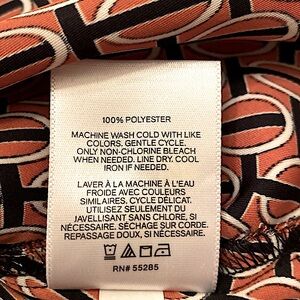 100% POLYESTER
MACHINE WASH COLD WITH LIKE
COLORS. GENTLE CYCLE.
ONLY NON-CHLORINE BLEACH
WHEN NEEDED. LINE DRY. COOL
IRON IF NEEDED.
LAVER À LA MACHINE À L'EAU
FROIDE AVEC COULEURS
SIMILAIRES. CYCLE DÉLICAT.
UTILISEZ SEULEMENT DU
JAVELLISANT SANS CHLORE, SI
NÉCESSAIRE. SÉCHAGE SUR CORDE.
REPASSAGE DOUX, SI NÉCESSAIRE.
RN# 55285